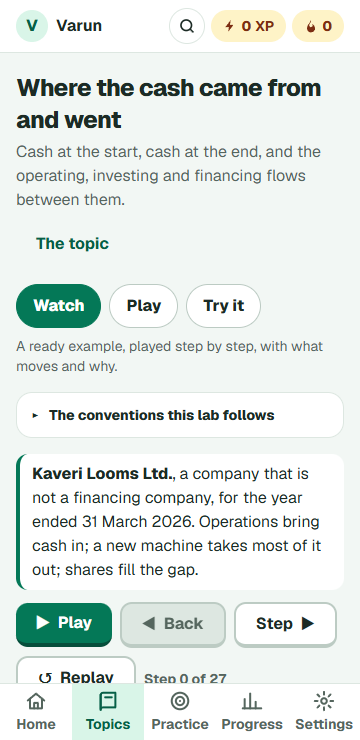 V Varun 0 XP 0
Where the cash came from
and went
Cash at the start, cash at the end, and the
operating, investing and financing flows
between them.
The topic
Watch Play Try it
A ready example, played step by step, with what
moves and why.
▸ The conventions this lab follows
Kaveri Looms Ltd., a company that is
not a financing company, for the year
ended 31 March 2026. Operations bring
cash in; a new machine takes most of it
out; shares fill the gap.
▶ Play ◀ Back Step ▶
↺ Replay Step 0 of 27
Home Topics Practice Progress Settings